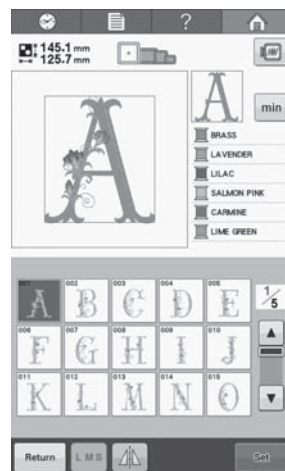 ?
145.1 mm
125.7 mm
A
A
min
BRASS
LAVENDER
LILAC
SALMON PINK
CARMINE
LIME GREEN
001 002 003 004 005
A B C D E
1/5
006 007 008 009 010
F G H I J
011 012 013 014 015
K L M N O
Return L M S Set